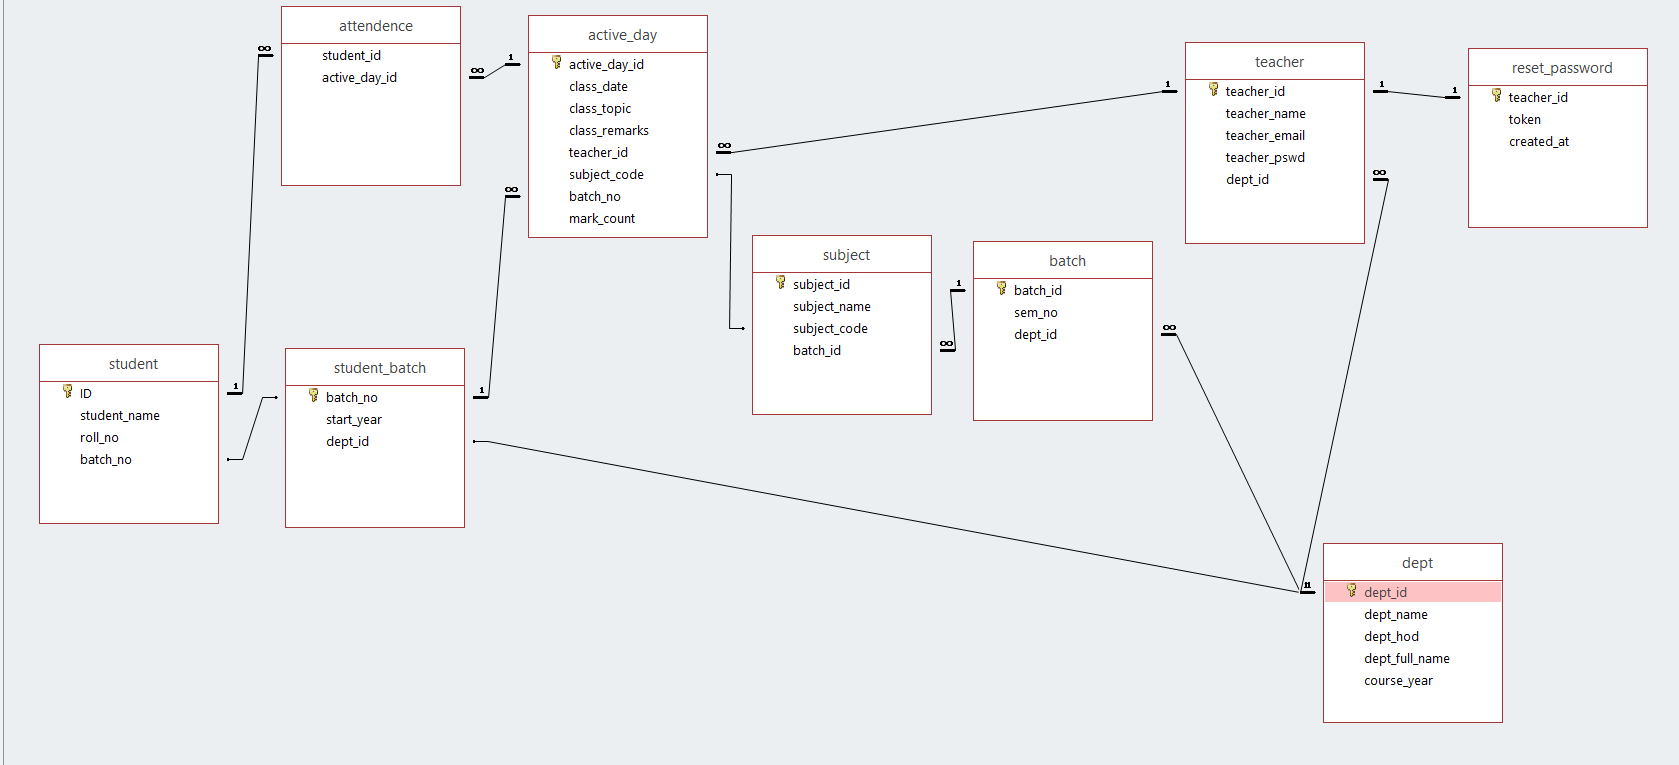 attendence
student_id
active_day_id
active_day
active_day_id
class_date
class_topic
class_remarks
teacher_id
subject_code
batch_no
mark_count
teacher
teacher_id
teacher_name
teacher_email
teacher_pswd
dept_id
reset_password
teacher_id
token
created_at
subject
subject_id
subject_name
subject_code
batch_id
batch
batch_id
sem_no
dept_id
student
ID
student_name
roll_no
batch_no
student_batch
batch_no
start_year
dept_id
dept
dept_id
dept_name
dept_hod
dept_full_name
course_year
∞
1
∞
1
∞
1
1
1
∞
∞
1
1
∞
∞
1